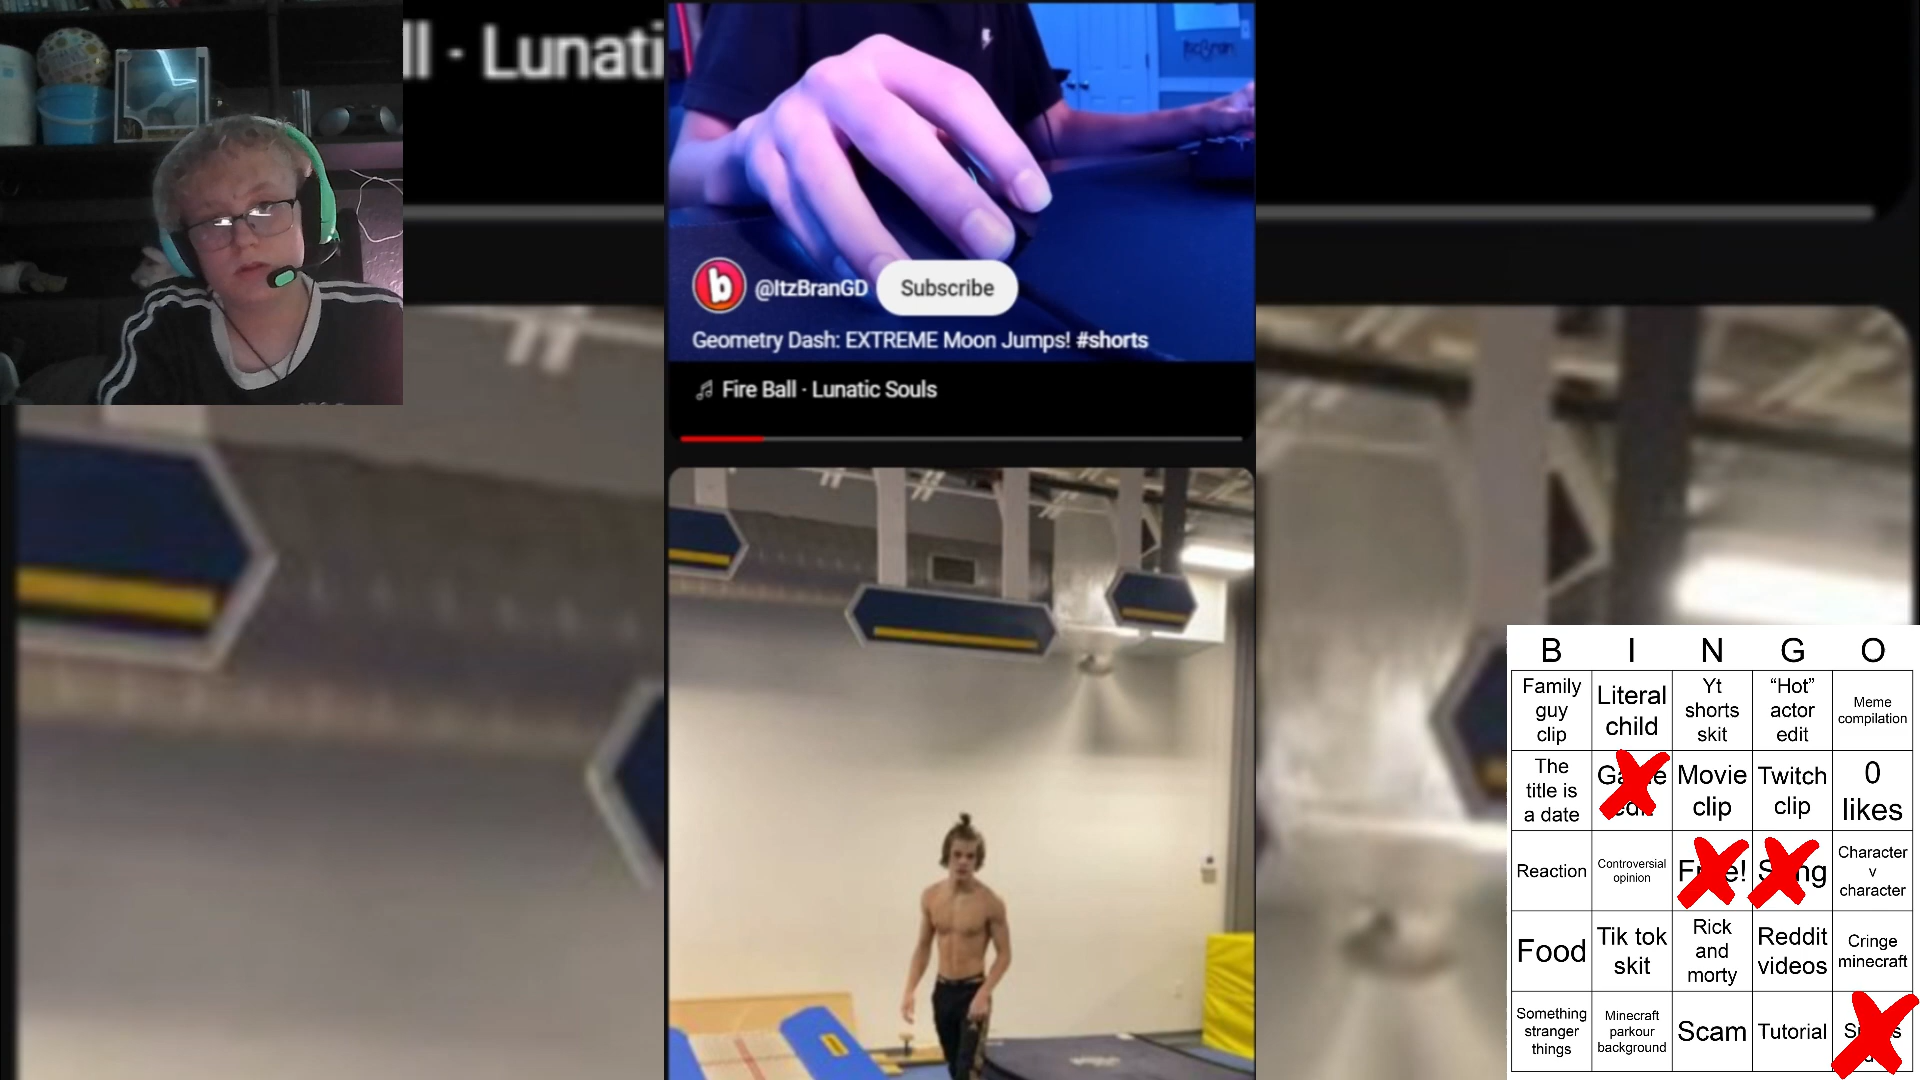 ll · Lunati
@ItzBranGD Subscribe
Geometry Dash: EXTREME Moon Jumps! #shorts
Fire Ball · Lunatic Souls
B I N G O
Family
guy
clip
Literal
child
Yt
shorts
skit
“Hot”
actor
edit
Meme
compilation
The
title is
a date
Movie
clip
Twitch
clip
0
likes
Reaction
Controversial
opinion
Free!
Song
Character
v
character
Food
Tik tok
skit
Rick
and
morty
Reddit
videos
Cringe
minecraft
Something
stranger
things
Minecraft
parkour
background
Scam
Tutorial